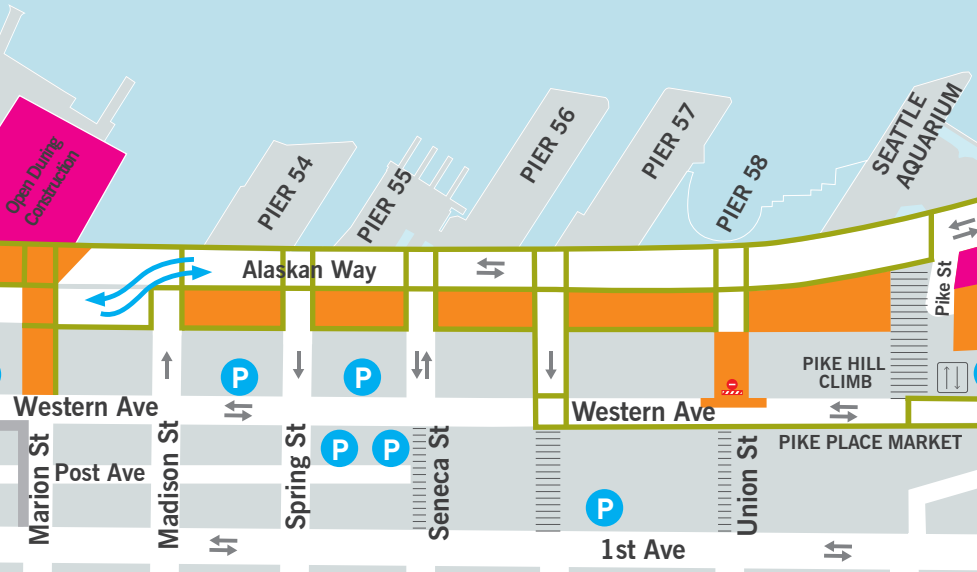 Open During
Construction
PIER 54
PIER 55
PIER 56
PIER 57
PIER 58
SEATTLE
AQUARIUM
Alaskan Way
Pike St
P
P
PIKE HILL
CLIMB
Western Ave
Western Ave
PIKE PLACE MARKET
P
P
Marion St
Post Ave
Madison St
Spring St
Seneca St
Union St
P
1st Ave